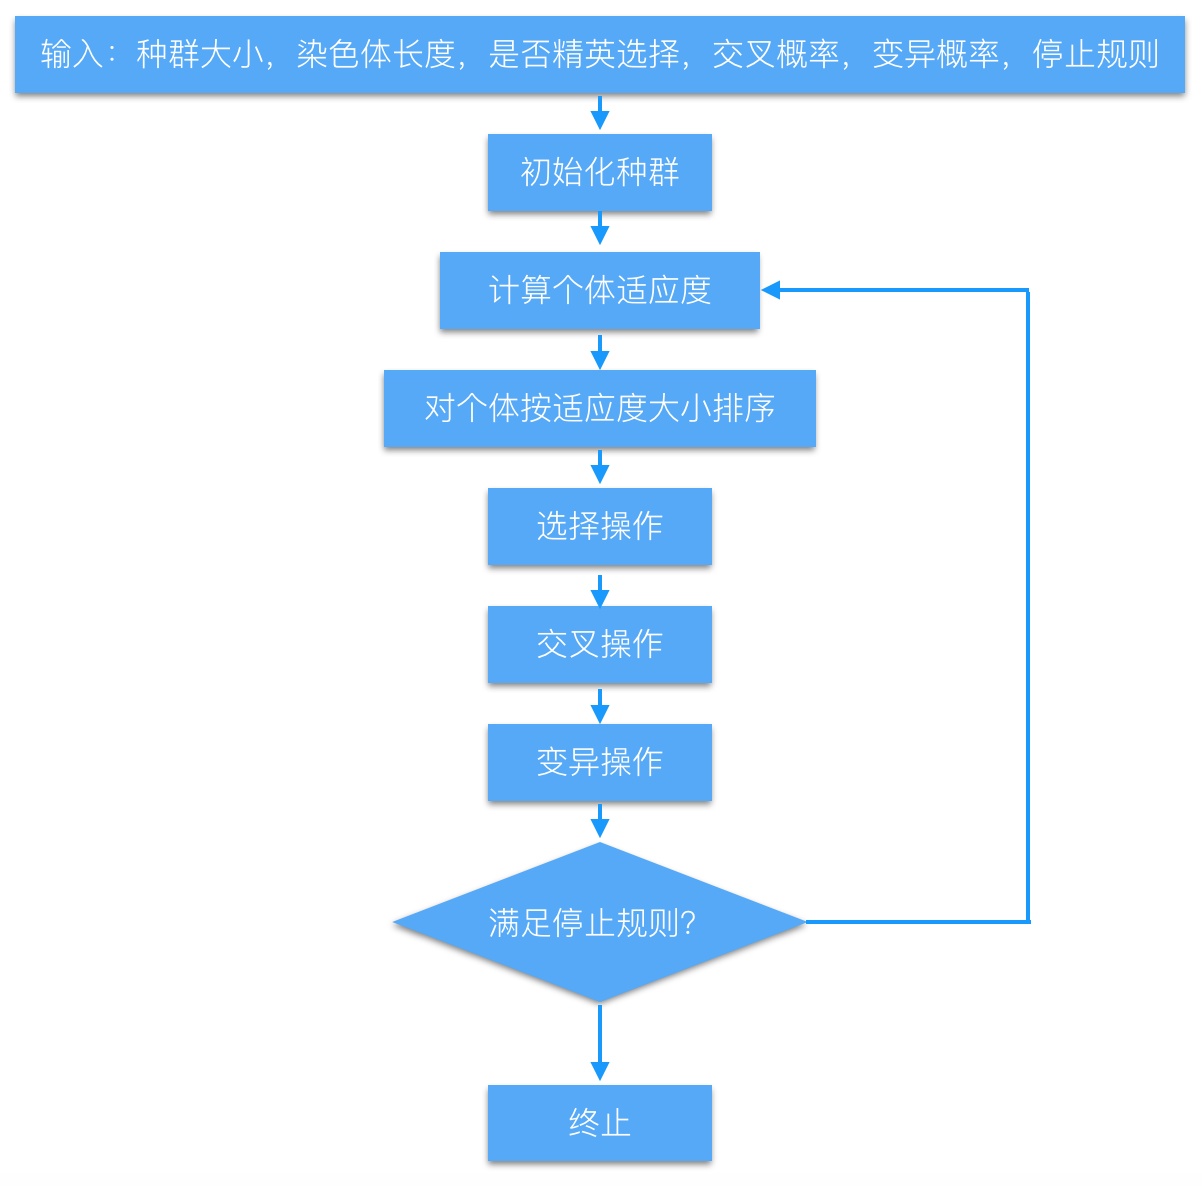 输入：种群大小，染色体长度，是否精英选择，交叉概率，变异概率，停止规则
初始化种群
计算个体适应度
对个体按适应度大小排序
选择操作
交叉操作
变异操作
满足停止规则?
终止